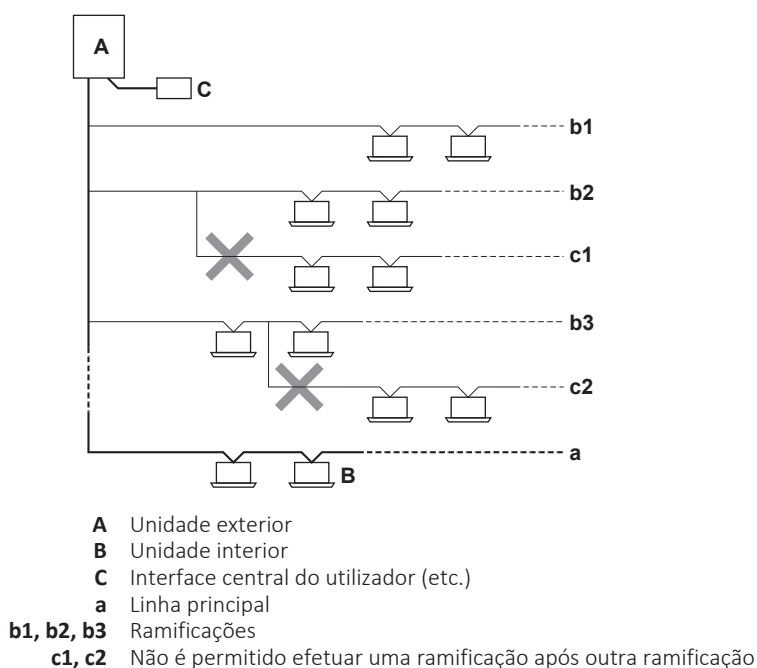 A
C
b1
b2
c1
b3
c2
a
B
A Unidade exterior
B Unidade interior
C Interface central do utilizador (etc.)
a Linha principal
b1, b2, b3 Ramificações
c1, c2 Não é permitido efetuar uma ramificação após outra ramificação